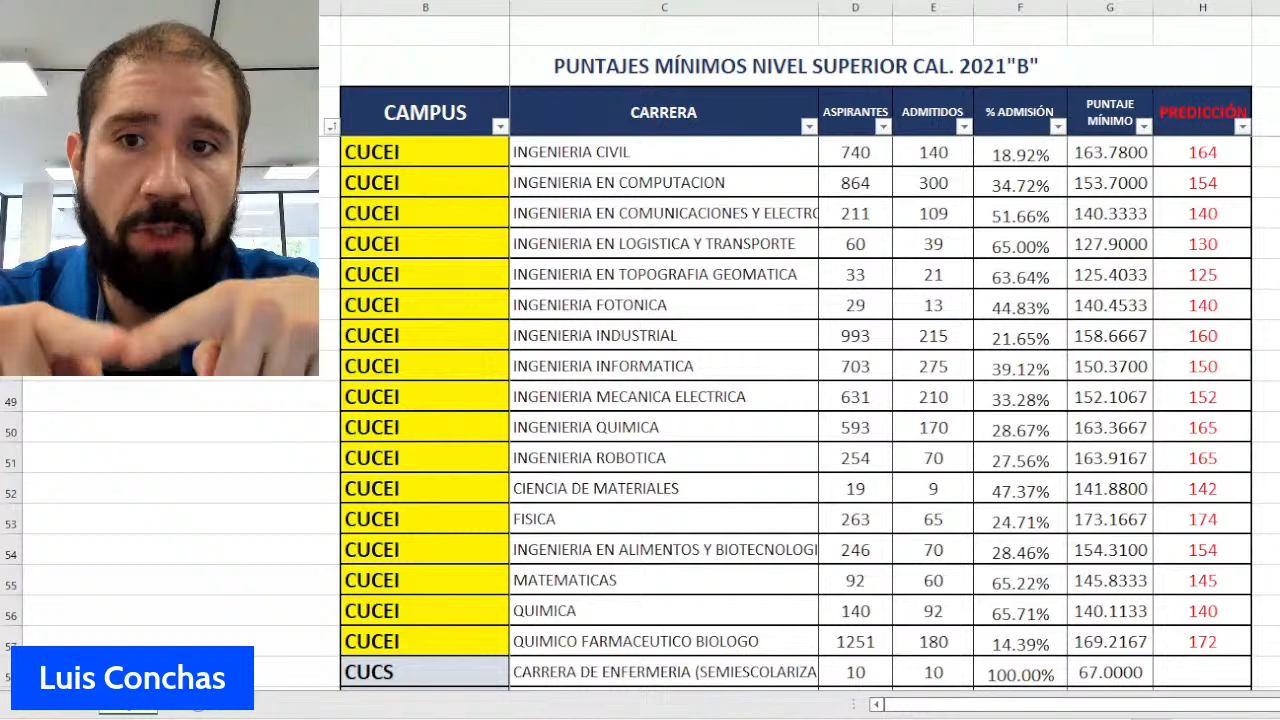 B C D E F G H
PUNTAJES MÍNIMOS NIVEL SUPERIOR CAL. 2021"B"
CAMPUS CARRERA ASPIRANTES ADMITIDOS % ADMISIÓN PUNTAJE MÍNIMO PREDICCIÓN
CUCEI INGENIERIA CIVIL 740 140 18.92% 163.7800 164
CUCEI INGENIERIA EN COMPUTACION 864 300 34.72% 153.7000 154
CUCEI INGENIERIA EN COMUNICACIONES Y ELECTRO 211 109 51.66% 140.3333 140
CUCEI INGENIERIA EN LOGISTICA Y TRANSPORTE 60 39 65.00% 127.9000 130
CUCEI INGENIERIA EN TOPOGRAFIA GEOMATICA 33 21 63.64% 125.4033 125
CUCEI INGENIERIA FOTONICA 29 13 44.83% 140.4533 140
CUCEI INGENIERIA INDUSTRIAL 993 215 21.65% 158.6667 160
CUCEI INGENIERIA INFORMATICA 703 275 39.12% 150.3700 150
49 CUCEI INGENIERIA MECANICA ELECTRICA 631 210 33.28% 152.1067 152
50 CUCEI INGENIERIA QUIMICA 593 170 28.67% 163.3667 165
51 CUCEI INGENIERIA ROBOTICA 254 70 27.56% 163.9167 165
52 CUCEI CIENCIA DE MATERIALES 19 9 47.37% 141.8800 142
53 CUCEI FISICA 263 65 24.71% 173.1667 174
54 CUCEI INGENIERIA EN ALIMENTOS Y BIOTECNOLOGI 246 70 28.46% 154.3100 154
55 CUCEI MATEMATICAS 92 60 65.22% 145.8333 145
56 CUCEI QUIMICA 140 92 65.71% 140.1133 140
57 CUCEI QUIMICO FARMACEUTICO BIOLOGO 1251 180 14.39% 169.2167 172
CUCS CARRERA DE ENFERMERIA (SEMIESCOLARIZA 10 10 100.00% 67.0000
Luis Conchas